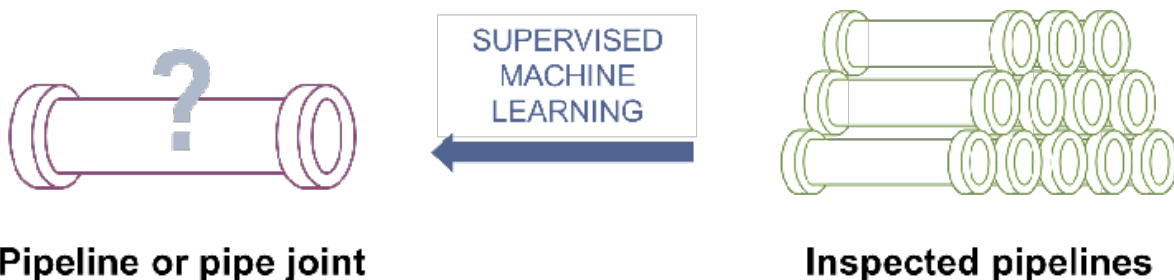 ?
SUPERVISED
MACHINE
LEARNING
Pipeline or pipe joint
Inspected pipelines